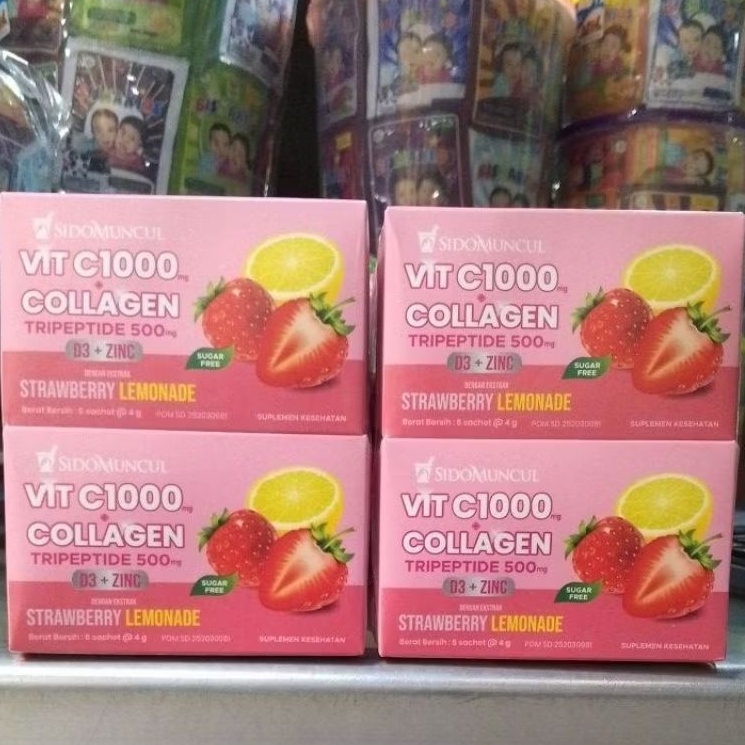 SIDOMUNCUL
VIT C1000mg
+
COLLAGEN
TRIPEPTIDE 500mg
D3 + ZINC
SUGAR
FREE
DENGAN EKSTRAK
STRAWBERRY LEMONADE
Berat Bersih : 6 sachet @ 4 g
SUPLEMEN KESEHATAN
SIDOMUNCUL
VIT C1000mg
+
COLLAGEN
TRIPEPTIDE 500mg
D3 + ZINC
SUGAR
FREE
DENGAN EKSTRAK
STRAWBERRY LEMONADE
Berat Bersih : 6 sachet @ 4 g
SUPLEMEN KESEHATAN
SIDOMUNCUL
VIT C1000mg
+
COLLAGEN
TRIPEPTIDE 500mg
D3 + ZINC
SUGAR
FREE
DENGAN EKSTRAK
STRAWBERRY LEMONADE
Berat Bersih : 6 sachet @ 4 g
SUPLEMEN KESEHATAN
SIDOMUNCUL
VIT C1000mg
+
COLLAGEN
TRIPEPTIDE 500mg
D3 + ZINC
SUGAR
FREE
DENGAN EKSTRAK
STRAWBERRY LEMONADE
Berat Bersih : 6 sachet @ 4 g
SUPLEMEN KESEHATAN